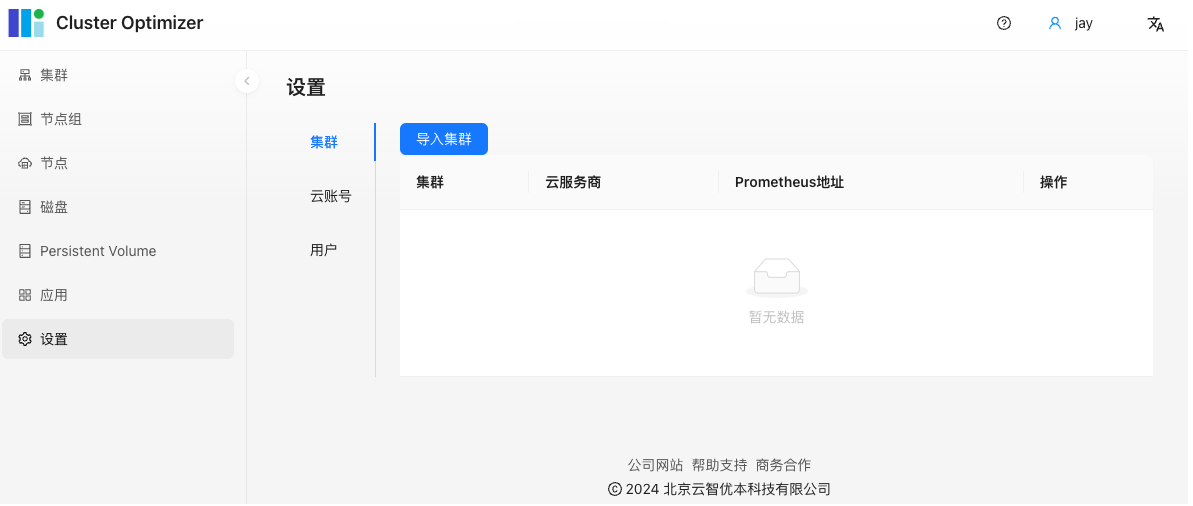 Cluster Optimizer
jay
集群
节点组
节点
磁盘
Persistent Volume
应用
设置
设置
集群
云账号
用户
导入集群
集群 云服务商 Prometheus地址 操作
暂无数据
公司网站 帮助支持 商务合作
© 2024 北京云智优本科技有限公司